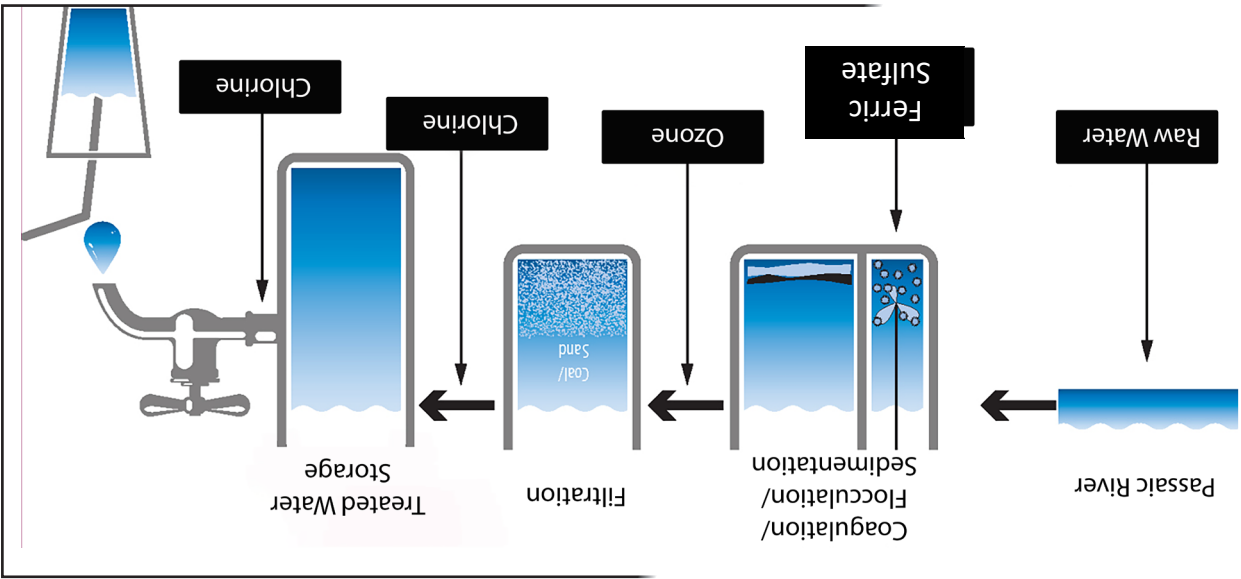 Passaic River
Coagulation/
Flocculation/
Sedimentation
Filtration
Treated Water
Storage
Coal/
Sand
Raw Water
Ferric
Sulfate
Ozone
Chlorine
Chlorine